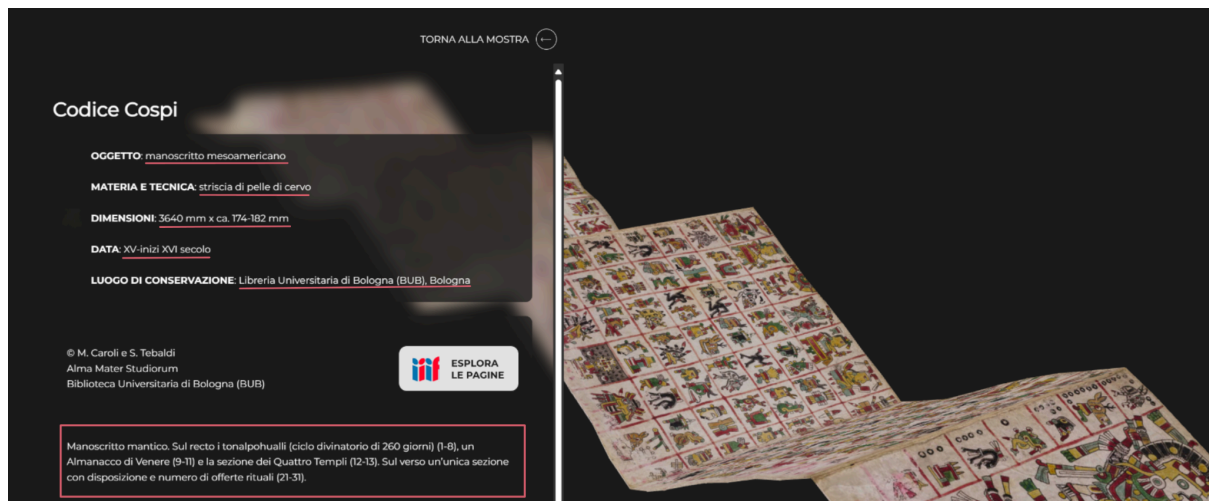 TORNA ALLA MOSTRA
Codice Cospi
OGGETTO: manoscritto mesoamericano
MATERIA E TECNICA: striscia di pelle di cervo
DIMENSIONI: 3640 mm x ca. 174-182 mm
DATA: XV-inizi XVI secolo
LUOGO DI CONSERVAZIONE: Libreria Universitaria di Bologna (BUB), Bologna
© M. Caroli e S. Tebaldi
Alma Mater Studiorum
Biblioteca Universitaria di Bologna (BUB)
iiif
ESPLORA
LE PAGINE
Manoscritto mantico. Sul recto i tonalpohualli (ciclo divinatorio di 260 giorni) (1-8), un
Almanacco di Venere (9-11) e la sezione dei Quattro Templi (12-13). Sul verso un'unica sezione
con disposizione e numero di offerte rituali (21-31).